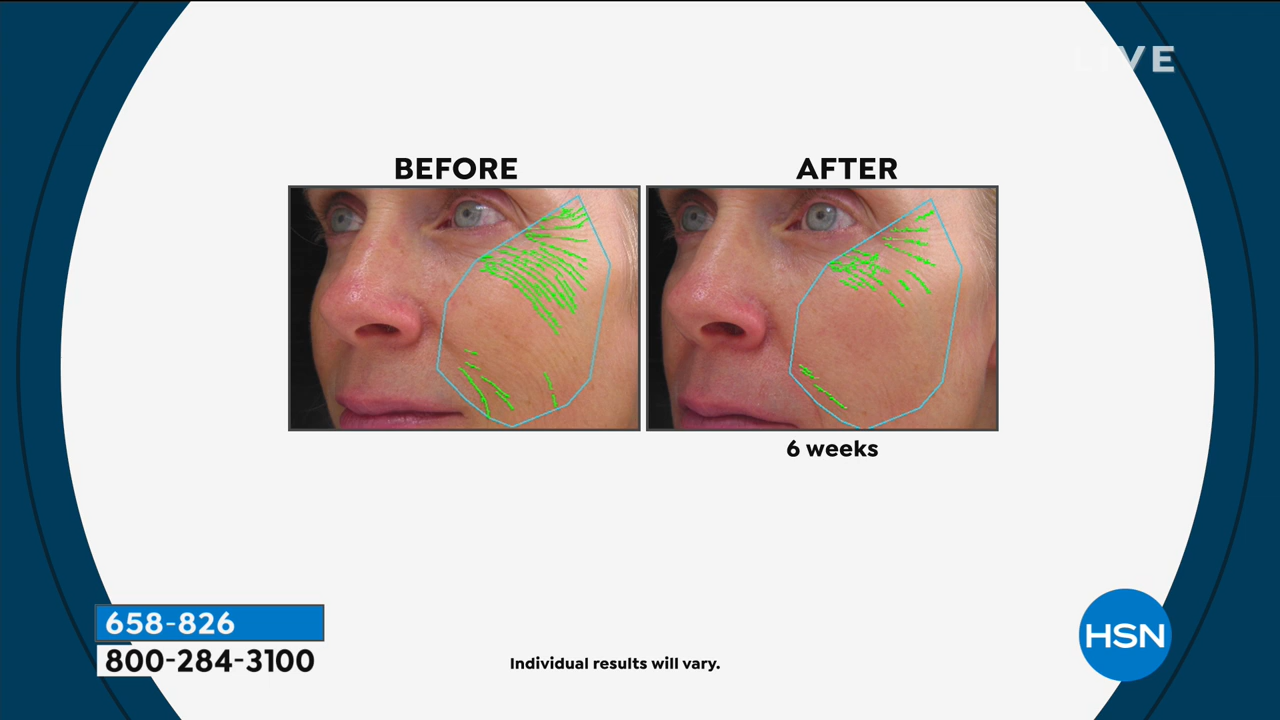 LIVE
BEFORE
AFTER
6 weeks
658-826
800-284-3100
Individual results will vary.
HSN